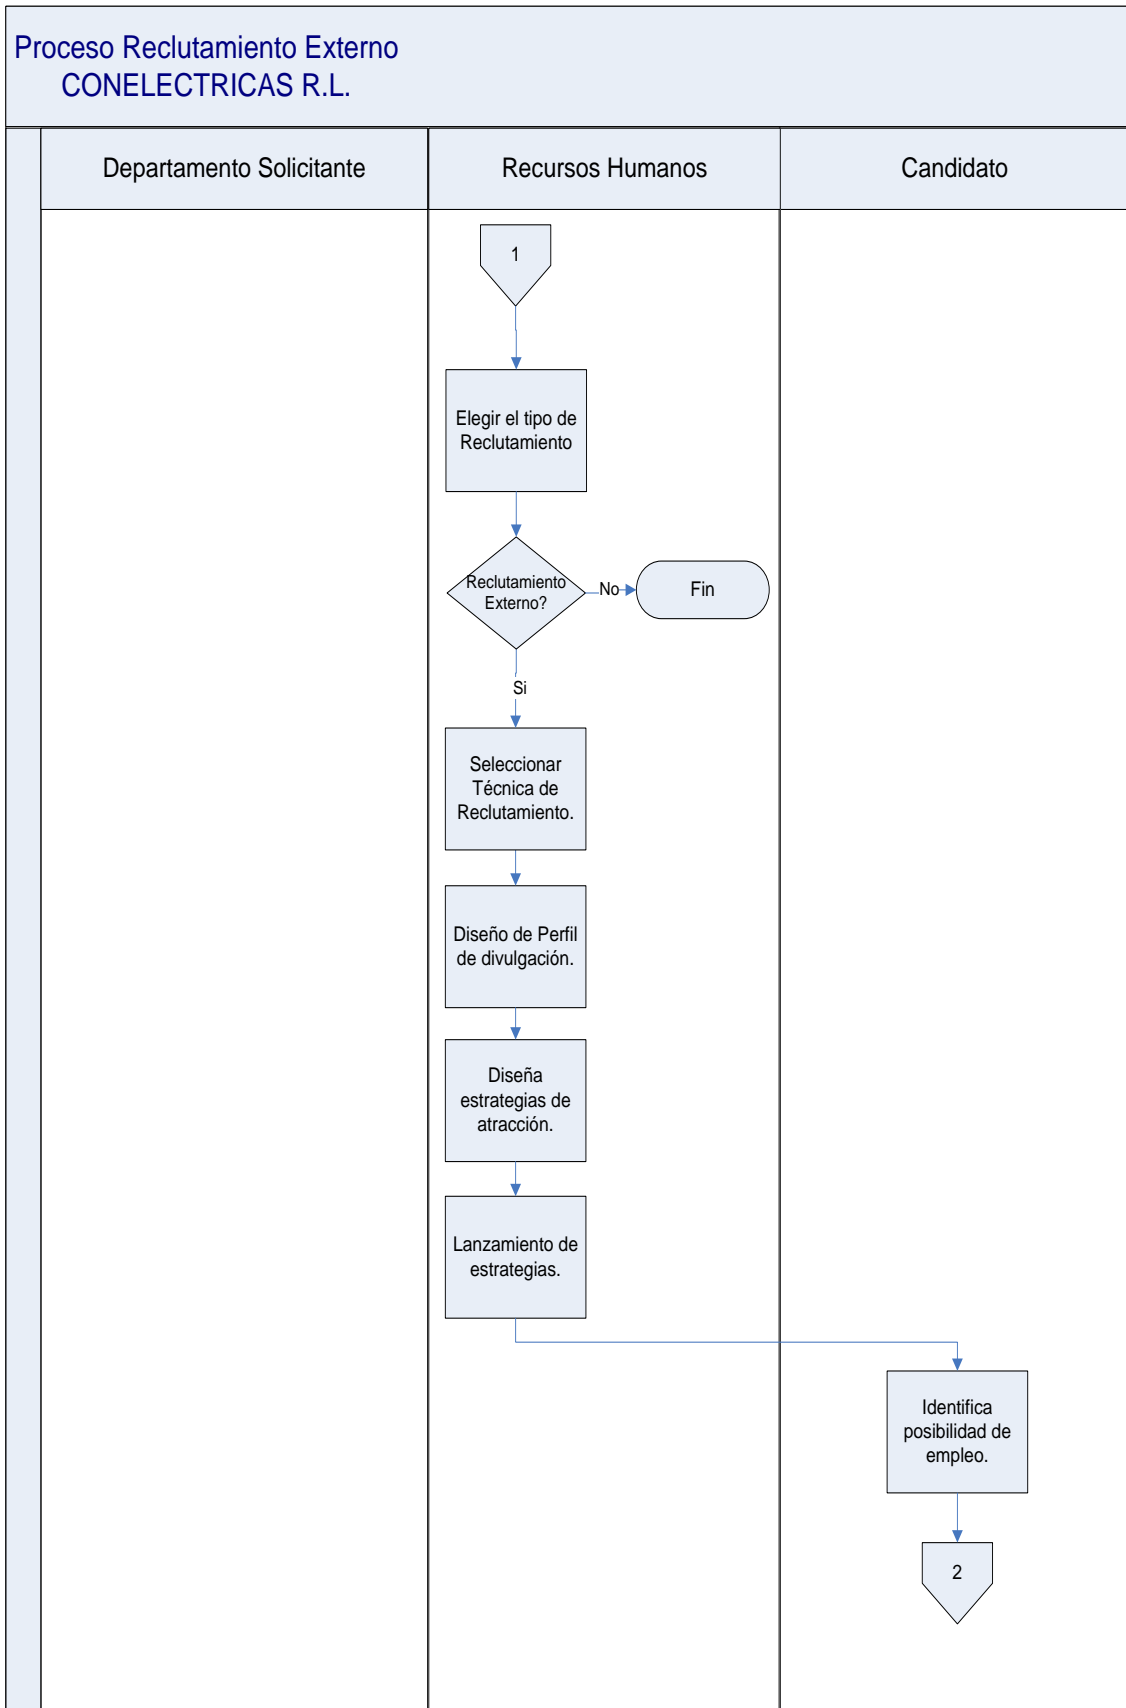 Proceso Reclutamiento Externo
CONELECTRICAS R.L.
Departamento Solicitante
Recursos Humanos
Candidato
1
Elegir el tipo de
Reclutamiento
Reclutamiento
Externo?
No
Fin
Si
Seleccionar
Técnica de
Reclutamiento.
Diseño de Perfil
de divulgación.
Diseña
estrategias de
atracción.
Lanzamiento de
estrategias.
Identifica
posibilidad de
empleo.
2